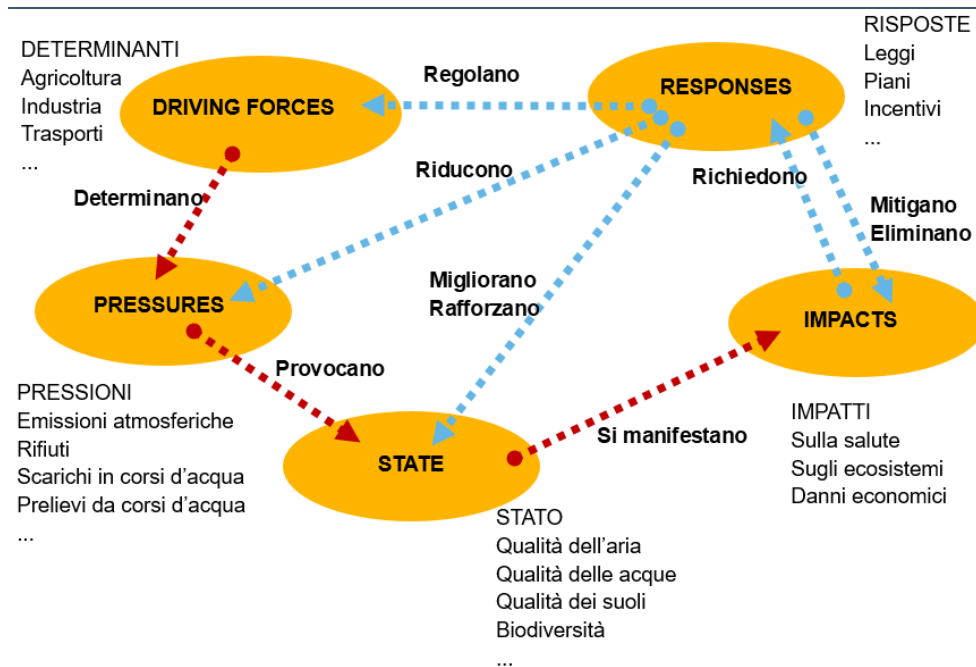 DETERMINANTI
Agricoltura
Industria
Trasporti
...
DRIVING FORCES
Regolano
RESPONSES
RISPOSTE
Leggi
Piani
Incentivi
...
Determinano
Riducono
Richiedono
Mitigano
Eliminano
PRESSURES
Migliorano
Rafforzano
IMPACTS
Provocano
PRESSIONI
Emissioni atmosferiche
Rifiuti
Scarichi in corsi d’acqua
Prelievi da corsi d’acqua
...
STATE
Si manifestano
IMPATTI
Sulla salute
Sugli ecosistemi
Danni economici
STATO
Qualità dell’aria
Qualità delle acque
Qualità dei suoli
Biodiversità
...